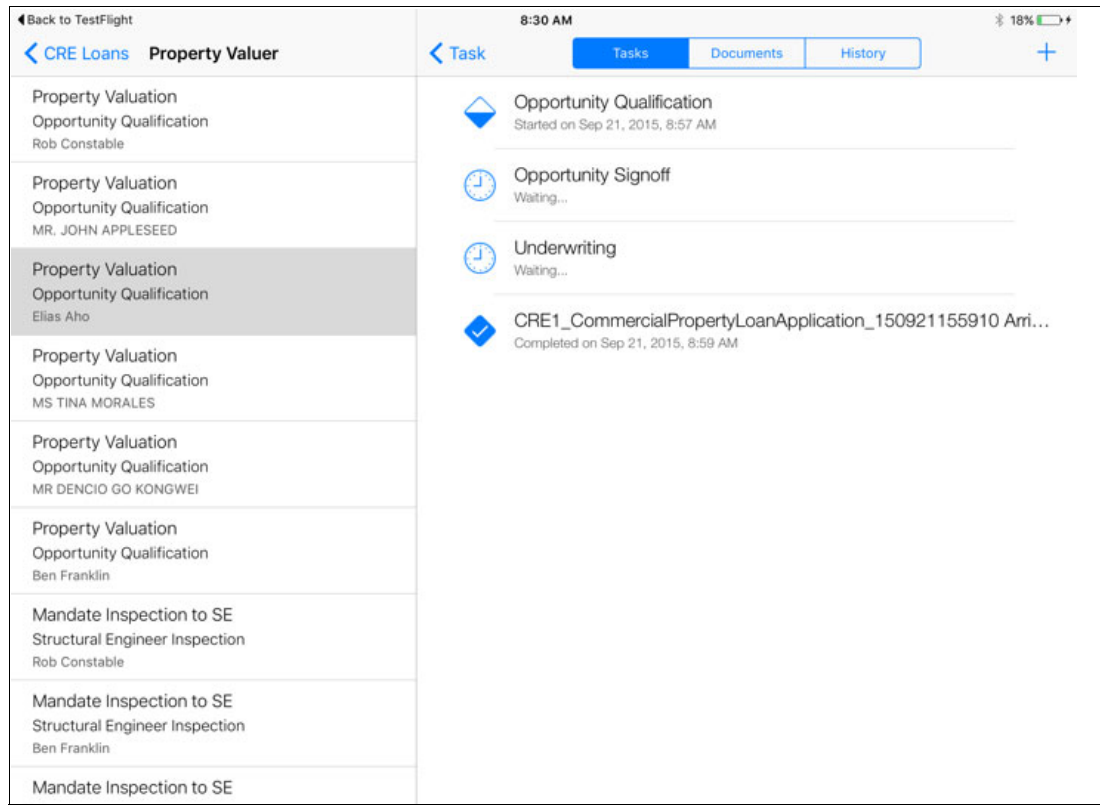 Back to TestFlight
8:30 AM
18%
CRE Loans
Property Valuer
Task
Tasks
Documents
History
Property Valuation
Opportunity Qualification
Rob Constable
Property Valuation
Opportunity Qualification
MR. JOHN APPLESEED
Property Valuation
Opportunity Qualification
Elias Aho
Property Valuation
Opportunity Qualification
MS TINA MORALES
Property Valuation
Opportunity Qualification
MR DENCIO GO KONGWEI
Property Valuation
Opportunity Qualification
Ben Franklin
Mandate Inspection to SE
Structural Engineer Inspection
Rob Constable
Mandate Inspection to SE
Structural Engineer Inspection
Ben Franklin
Mandate Inspection to SE
Opportunity Qualification
Started on Sep 21, 2015, 8:57 AM
Opportunity Signoff
Waiting...
Underwriting
Waiting...
CRE1_CommercialPropertyLoanApplication_150921155910 Arri...
Completed on Sep 21, 2015, 8:59 AM